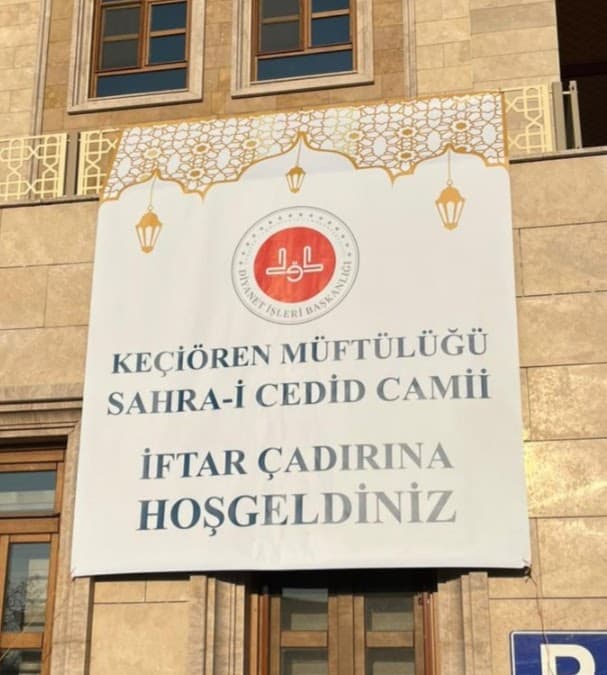 DİYANET İŞLERİ BAŞKANLIĞI
KEÇİÖREN MÜFTÜLÜĞÜ
SAHRA-İ CEDİD CAMİİ
İFTAR ÇADIRINA
HOŞGELDİNİZ